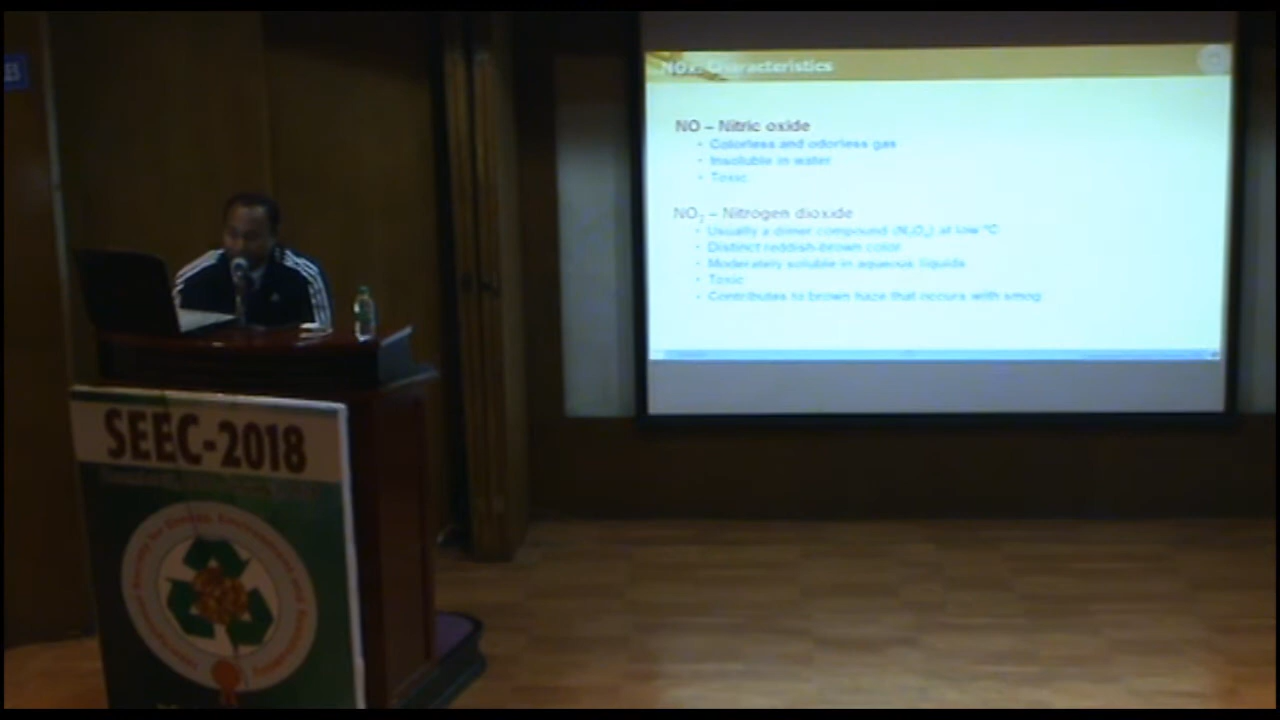 NOx: Characteristics
NO – Nitric oxide
• Colorless and odorless gas
• Insoluble in water
• Toxic
NO2 – Nitrogen dioxide
• Usually a dimer compound (N2O4) at low °C
• Distinct reddish-brown color
• Moderately soluble in aqueous liquids
• Toxic
• Contributes to brown haze that occurs with smog
SEEC-2018